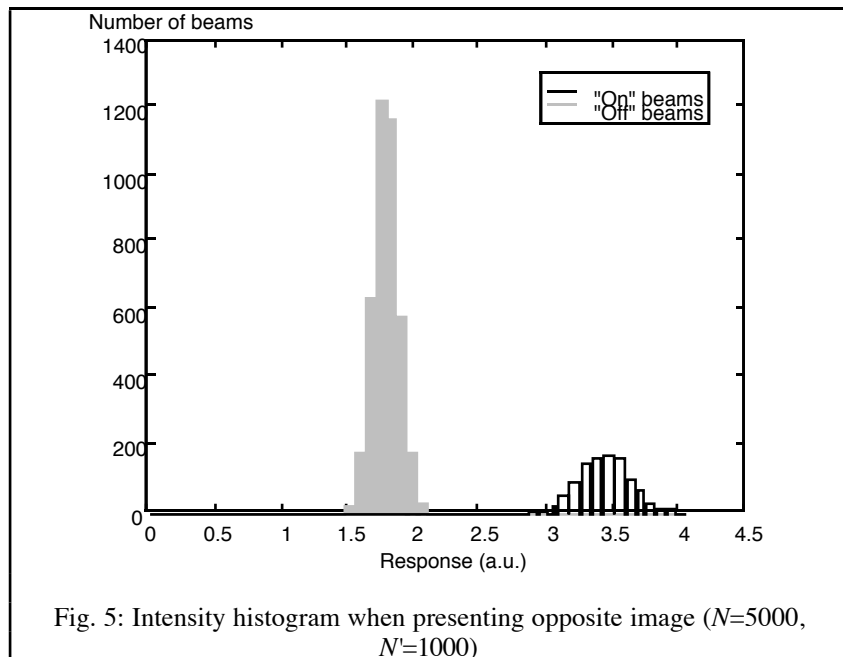 Number of beams
1400
1200
1000
800
600
400
200
0
"On" beams
"Off" beams
0 0.5 1 1.5 2 2.5 3 3.5 4 4.5
Response (a.u.)
Fig. 5: Intensity histogram when presenting opposite image (N=5000,
N'=1000)